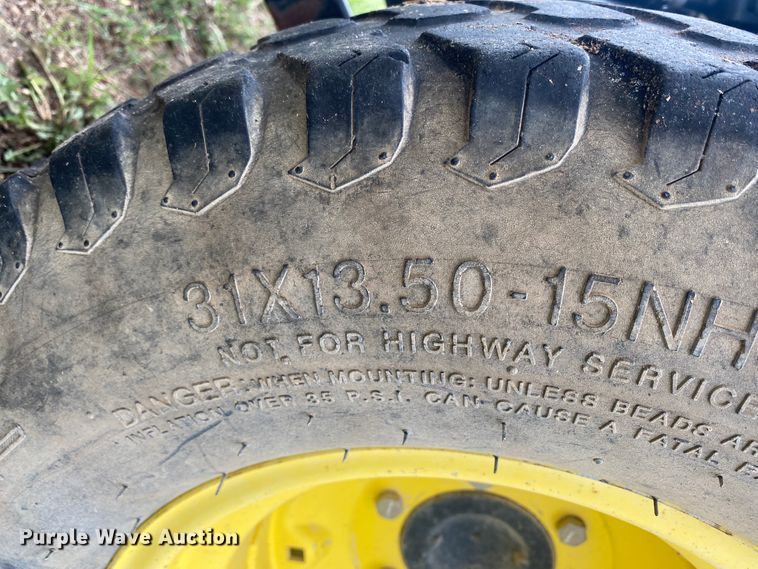 31X13.50-15NH
NOT FOR HIGHWAY SERVICE
DANGER: WHEN MOUNTING: UNLESS BEADS
INFLATION OVER 35 P.S.I. CAN CAUSE A FATAL
Purple Wave Auction